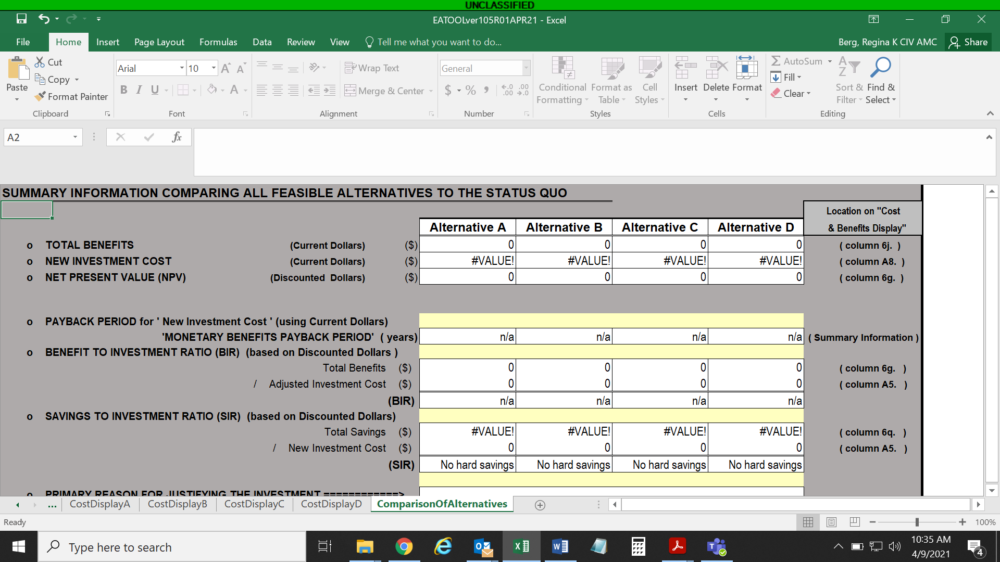 UNCLASSIFIED
EATOOLver105R01APR21 - Excel
File Home Insert Page Layout Formulas Data Review View Tell me what you want to do... Berg, Regina K CIV AMC Share
Paste Cut Copy Format Painter
Clipboard
Arial 10 A A
B I U A
Font
Wrap Text
Merge & Center
Alignment
General
$ % , .0 .00 .00 .0
Number
Conditional Formatting Format as Table Cell Styles
Styles
Insert Delete Format
Cells
AutoSum Fill Clear Sort & Filter Find & Select
Editing
A2 fx
SUMMARY INFORMATION COMPARING ALL FEASIBLE ALTERNATIVES TO THE STATUS QUO
Location on "Cost
& Benefits Display"
Alternative A Alternative B Alternative C Alternative D
o TOTAL BENEFITS (Current Dollars) ($) 0 0 0 0 ( column 6j. )
o NEW INVESTMENT COST (Current Dollars) ($) #VALUE! #VALUE! #VALUE! #VALUE! ( column A8. )
o NET PRESENT VALUE (NPV) (Discounted Dollars) ($) 0 0 0 0 ( column 6g. )
o PAYBACK PERIOD for ' New Investment Cost ' (using Current Dollars)
'MONETARY BENEFITS PAYBACK PERIOD' ( years) n/a n/a n/a n/a ( Summary Information )
o BENEFIT TO INVESTMENT RATIO (BIR) (based on Discounted Dollars )
Total Benefits ($) 0 0 0 0 ( column 6g. )
/ Adjusted Investment Cost ($) 0 0 0 0 ( column A5. )
(BIR) n/a n/a n/a n/a
o SAVINGS TO INVESTMENT RATIO (SIR) (based on Discounted Dollars)
Total Savings ($) #VALUE! #VALUE! #VALUE! #VALUE! ( column 6q. )
/ New Investment Cost ($) 0 0 0 0 ( column A5. )
(SIR) No hard savings No hard savings No hard savings No hard savings
o PRIMARY REASON FOR JUSTIFYING THE INVESTMENT ============>
... CostDisplayA CostDisplayB CostDisplayC CostDisplayD ComparisonOfAlternatives
Ready 100%
Type here to search
10:35 AM
4/9/2021
4